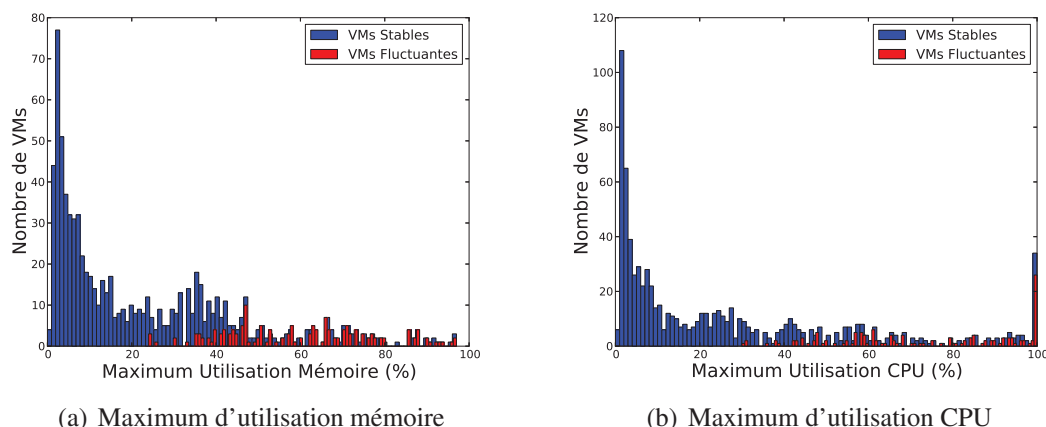 80
70
60
50
40
30
20
10
0
Nombre de VMs
VMs Stables
VMs Fluctuantes
0 20 40 60 80 100
Maximum Utilisation Mémoire (%)
(a) Maximum d'utilisation mémoire
120
100
80
60
40
20
0
Nombre de VMs
VMs Stables
VMs Fluctuantes
0 20 40 60 80 100
Maximum Utilisation CPU (%)
(b) Maximum d'utilisation CPU